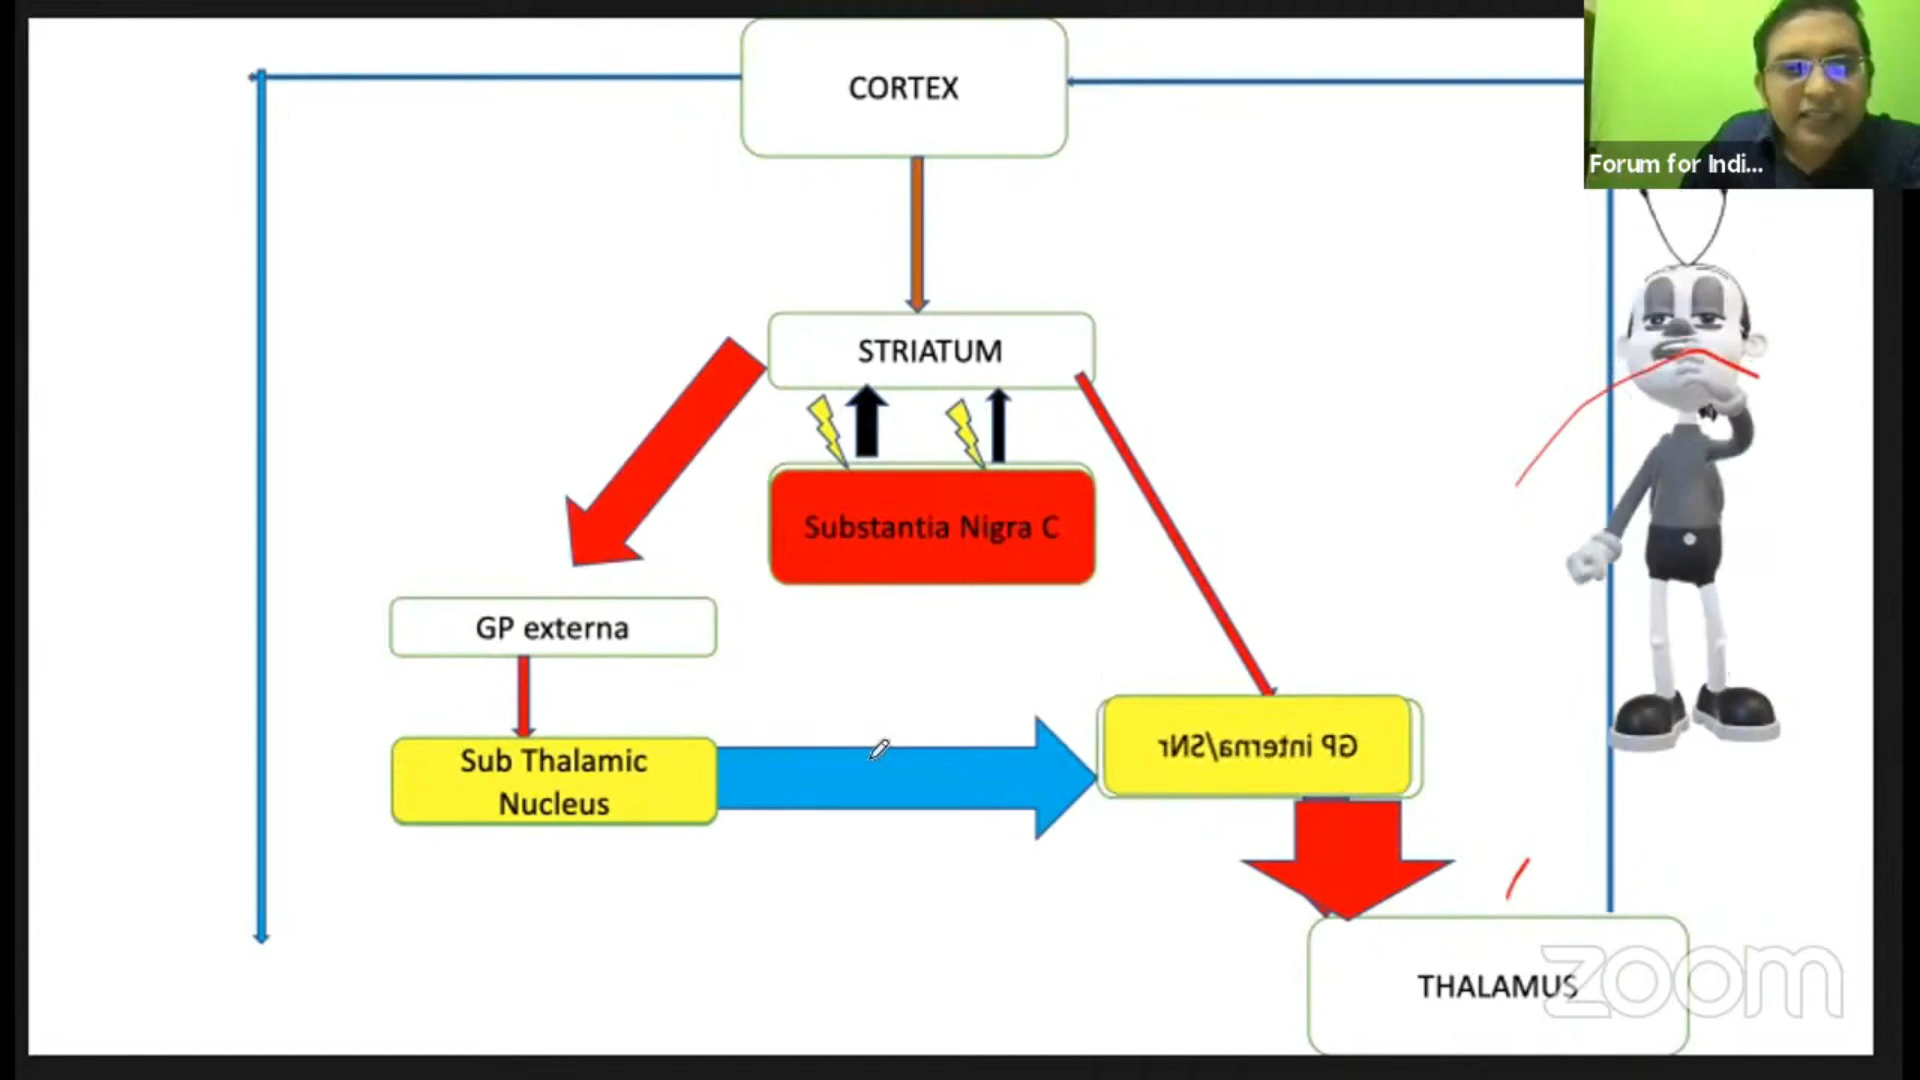 CORTEX
Forum for Indi...
STRIATUM
Substantia Nigra C
GP externa
GP interna/SNr
Sub Thalamic
Nucleus
THALAMUS
zoom